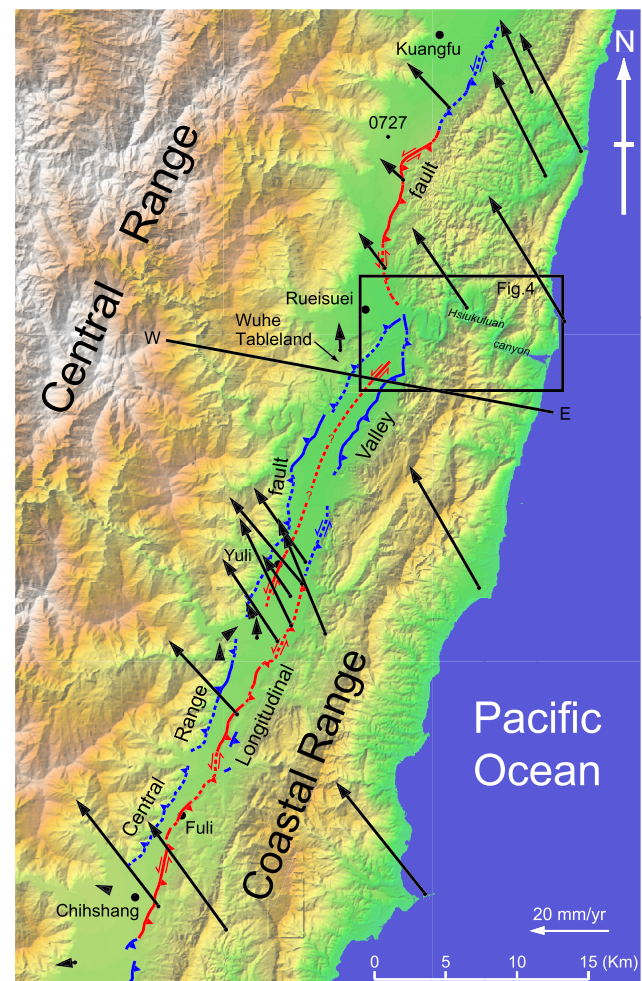 Kuangfu
N
0727
fault
Central Range
Rueisuei
Fig.4
Hsiukuluan
canyon
Wuhe
Tableland
W
E
Valley
fault
?
Yuli
Range
Longitudinal
Coastal Range
Pacific
Ocean
Central
Fuli
Chihshang
20 mm/yr
0 5 10 15 (Km)